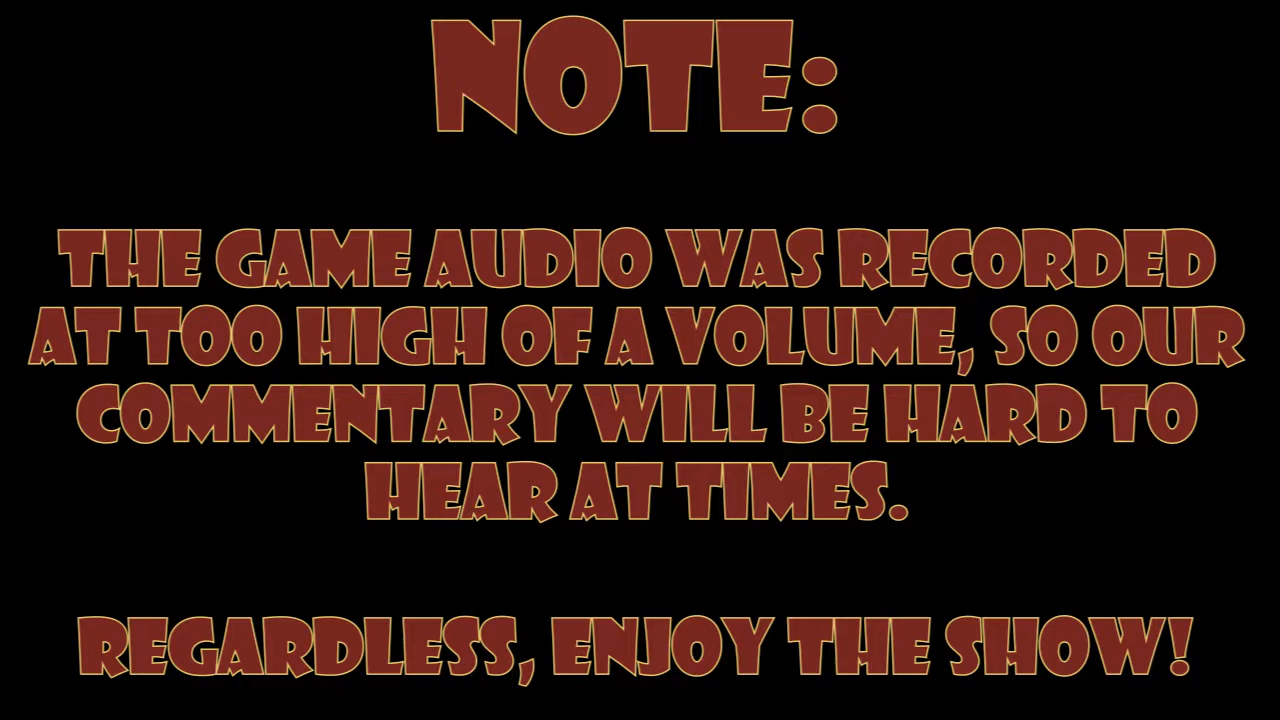 NOTE:
THE GAME AUDIO WAS RECORDED
AT TOO HIGH OF A VOLUME, SO OUR
COMMENTARY WILL BE HARD TO
HEAR AT TIMES.
REGARDLESS, ENJOY THE SHOW!